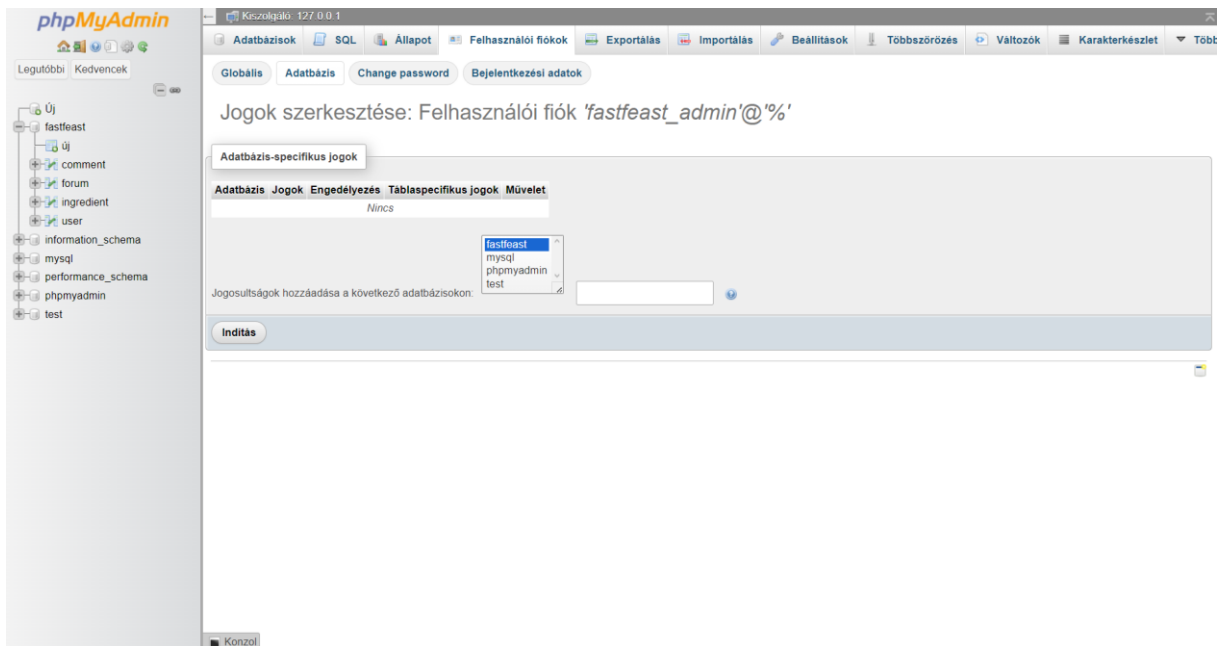 phpMyAdmin
Legutóbbi Kedvencek
Új
fastfeast
új
comment
forum
ingredient
user
information_schema
mysql
performance_schema
phpmyadmin
test
Kiszolgáló: 127.0.0.1
Adatbázisok SQL Állapot Felhasználói fiókok Exportálás Importálás Beállítások Többszörözés Változók Karakterkészlet Több
Globális Adatbázis Change password Bejelentkezési adatok
Jogok szerkesztése: Felhasználói fiók 'fastfeast_admin'@'%'
Adatbázis-specifikus jogok
Adatbázis Jogok Engedélyezés Táblaspecifikus jogok Művelet
Nincs
fastfeast
mysql
phpmyadmin
test
Jogosultságok hozzáadása a következő adatbázisokon:
Indítás
Konzol